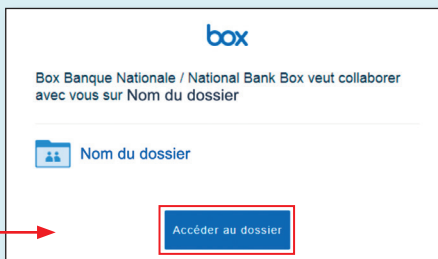 box
Box Banque Nationale / National Bank Box veut collaborer
avec vous sur Nom du dossier
Nom du dossier
Accéder au dossier